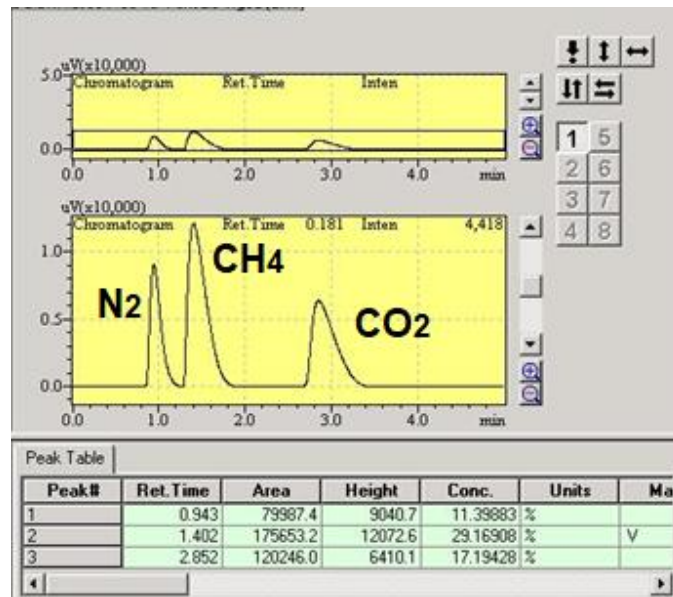 uV(x10,000)
5.0
Chromatogram Ret.Time Inten
0.0
0.0 1.0 2.0 3.0 4.0 min
1 5
2 6
3 7
4 8
uV(x10,000)
Chromatogram Ret.Time 0.181 Inten 4,418
1.0
CH4
N2
CO2
0.5
0.0
0.0 1.0 2.0 3.0 4.0 min
Peak Table
Peak# Ret.Time Area Height Conc. Units Ma
1 0.943 79987.4 9040.7 11.39883 %
2 1.402 175653.2 12072.6 29.16908 % V
3 2.852 120246.0 6410.1 17.19428 %